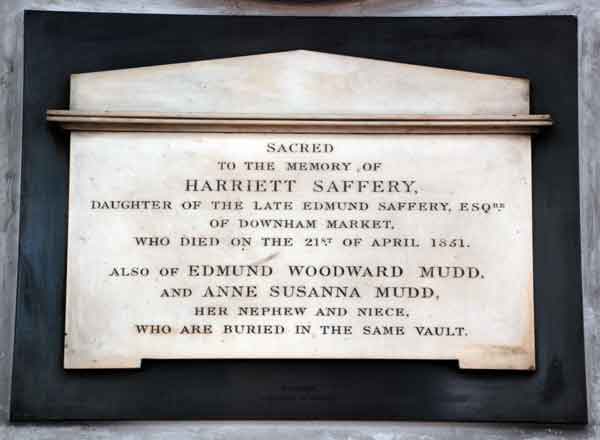 SACRED
TO THE MEMORY OF
HARRIETT SAFFERY,
DAUGHTER OF THE LATE EDMUND SAFFERY, ESQRE
OF DOWNHAM MARKET,
WHO DIED ON THE 21ST OF APRIL 1831.
ALSO OF EDMUND WOODWARD MUDD,
AND ANNE SUSANNA MUDD,
HER NEPHEW AND NIECE,
WHO ARE BURIED IN THE SAME VAULT.